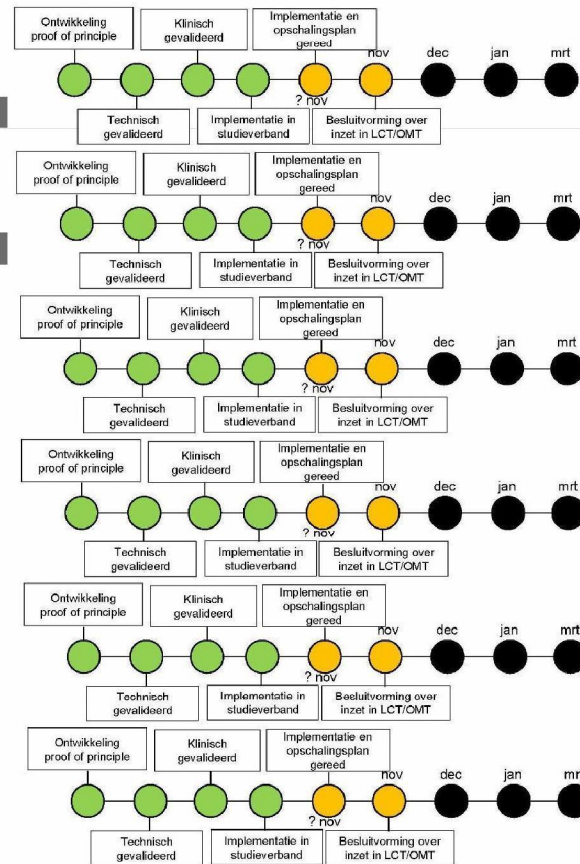 Ontwikkeling
proof of principle
Klinisch
gevalideerd
Implementatie en
opschalingsplan
gereed
nov
dec
jan
mrt
? nov
Technisch
gevalideerd
Implementatie in
studieverband
Besluitvorming over
inzet in LCT/OMT
Ontwikkeling
proof of principle
Klinisch
gevalideerd
Implementatie en
opschalingsplan
gereed
nov
dec
jan
mrt
? nov
Technisch
gevalideerd
Implementatie in
studieverband
Besluitvorming over
inzet in LCT/OMT
Ontwikkeling
proof of principle
Klinisch
gevalideerd
Implementatie en
opschalingsplan
gereed
nov
dec
jan
mrt
? nov
Technisch
gevalideerd
Implementatie in
studieverband
Besluitvorming over
inzet in LCT/OMT
Ontwikkeling
proof of principle
Klinisch
gevalideerd
Implementatie en
opschalingsplan
gereed
nov
dec
jan
mrt
? nov
Technisch
gevalideerd
Implementatie in
studieverband
Besluitvorming over
inzet in LCT/OMT
Ontwikkeling
proof of principle
Klinisch
gevalideerd
Implementatie en
opschalingsplan
gereed
nov
dec
jan
mrt
? nov
Technisch
gevalideerd
Implementatie in
studieverband
Besluitvorming over
inzet in LCT/OMT
Ontwikkeling
proof of principle
Klinisch
gevalideerd
Implementatie en
opschalingsplan
gereed
nov
dec
jan
mr
? nov
Technisch
gevalideerd
Implementatie in
studieverband
Besluitvorming over
inzet in LCT/OMT